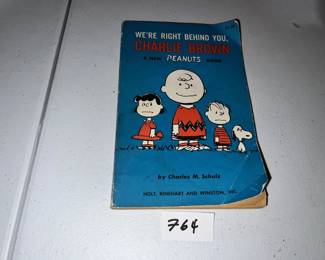 WE'RE RIGHT BEHIND YOU,
CHARLIE BROWN
A NEW PEANUTS BOOK
by Charles M. Schulz
HOLT, RINEHART AND WINSTON, INC.
764